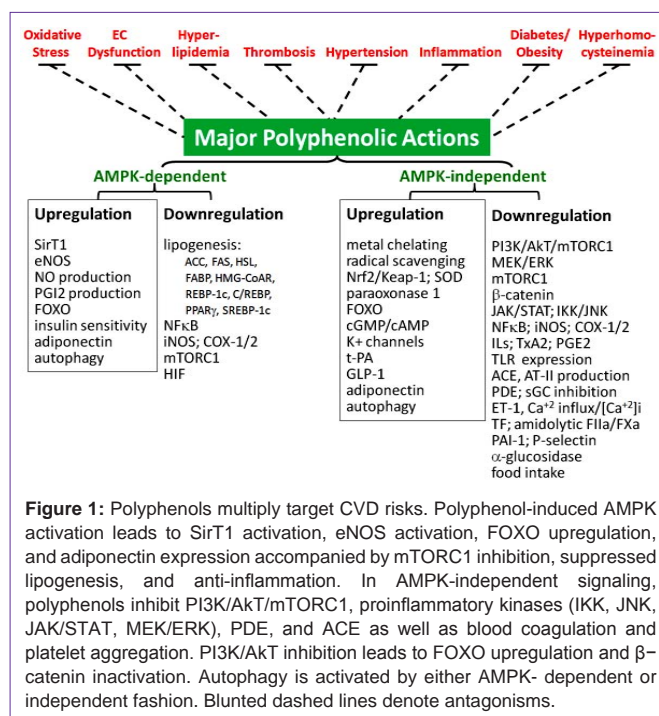 Oxidative Stress
EC Dysfunction
Hyper-lipidemia
Thrombosis
Hypertension
Inflammation
Diabetes/ Obesity
Hyperhomo-cysteinemia
Major Polyphenolic Actions
AMPK-dependent
AMPK-independent
Upregulation
SirT1
eNOS
NO production
PGI2 production
FOXO
insulin sensitivity
adiponectin
autophagy
Downregulation
lipogenesis:
ACC, FAS, HSL,
FABP, HMG-CoAR,
REBP-1c, C/REBP,
PPARγ, SREBP-1c
NFκB
iNOS; COX-1/2
mTORC1
HIF
Upregulation
metal chelating
radical scavenging
Nrf2/Keap-1; SOD
paraoxonase 1
FOXO
cGMP/cAMP
K+ channels
t-PA
GLP-1
adiponectin
autophagy
Downregulation
PI3K/AkT/mTORC1
MEK/ERK
mTORC1
β-catenin
JAK/STAT; IKK/JNK
NFκB; iNOS; COX-1/2
ILs; TxA2; PGE2
TLR expression
ACE, AT-II production
PDE; sGC inhibition
ET-1, Ca+2 influx/[Ca+2]i
TF; amidolytic FIIa/FXa
PAI-1; P-selectin
α-glucosidase
food intake
Figure 1: Polyphenols multiply target CVD risks. Polyphenol-induced AMPK
activation leads to SirT1 activation, eNOS activation, FOXO upregulation,
and adiponectin expression accompanied by mTORC1 inhibition, suppressed
lipogenesis, and anti-inflammation. In AMPK-independent signaling,
polyphenols inhibit PI3K/AkT/mTORC1, proinflammatory kinases (IKK, JNK,
JAK/STAT, MEK/ERK), PDE, and ACE as well as blood coagulation and
platelet aggregation. PI3K/AkT inhibition leads to FOXO upregulation and β−
catenin inactivation. Autophagy is activated by either AMPK- dependent or
independent fashion. Blunted dashed lines denote antagonisms.